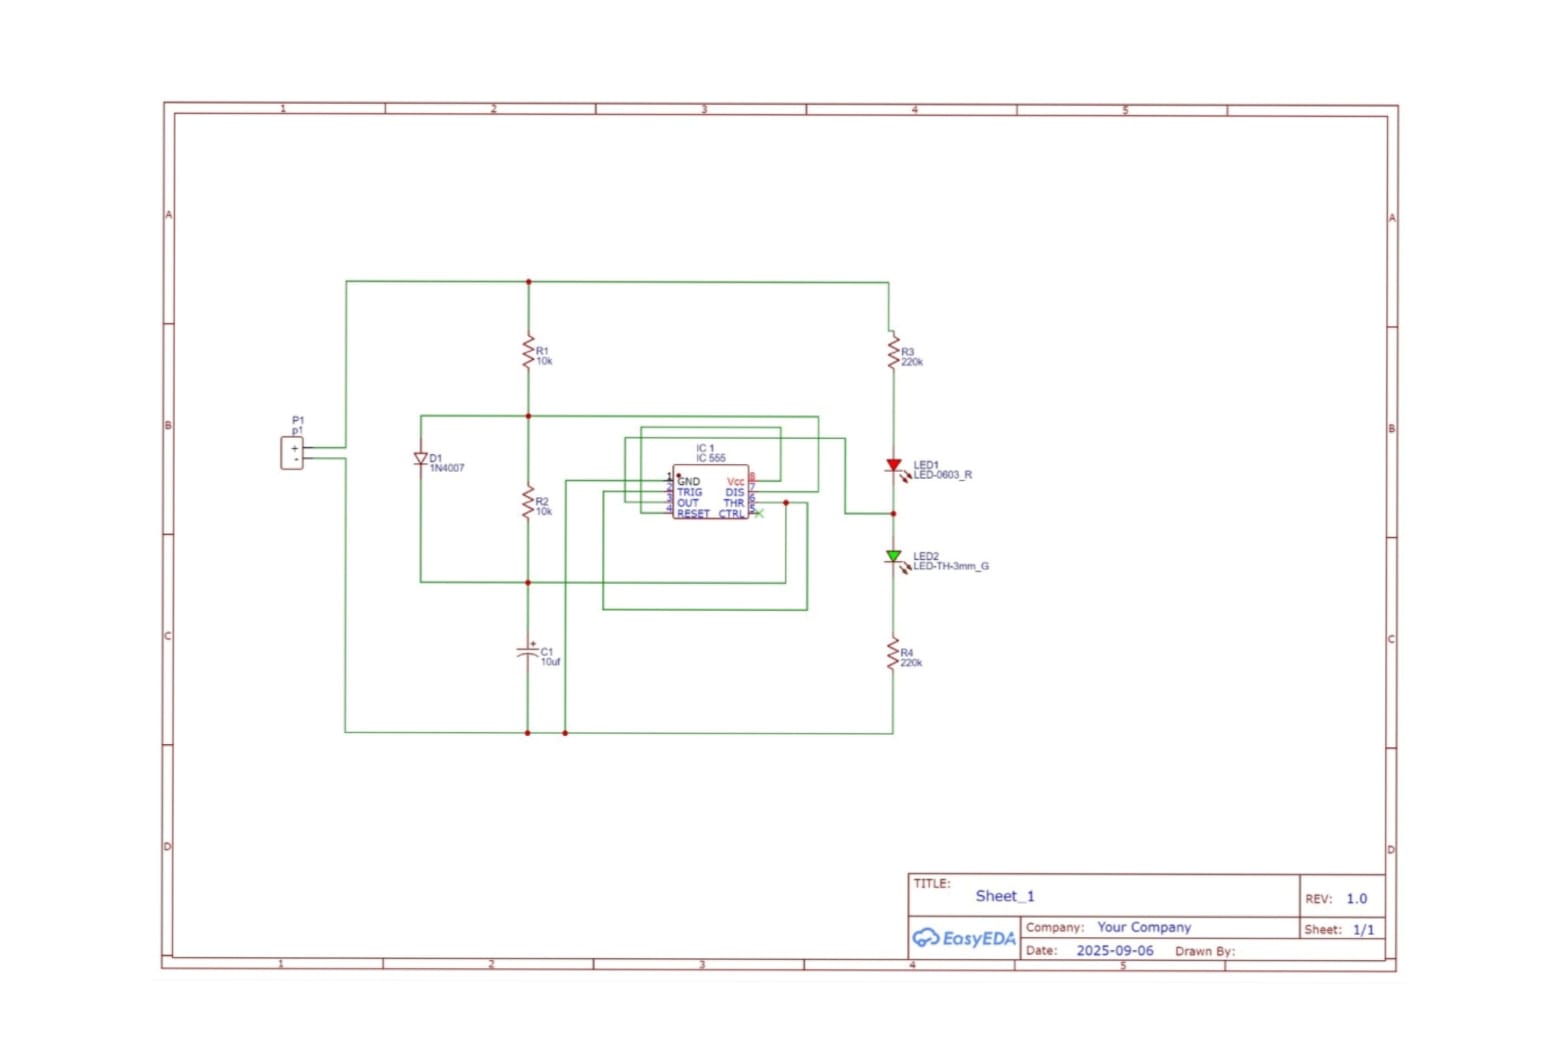 1 2 3 4 5
A A
R1
10k
R3
220k
P1
p1
B B
+
-
D1
1N4007
IC 1
IC 555
1 GND Vcc 8
2 TRIG DIS 7
3 OUT THR 6
4 RESET CTRL 5
LED1
LED-0603_R
R2
10k
LED2
LED-TH-3mm_G
C C
+
C1
10uf
R4
220k
D D
TITLE:
Sheet_1
REV: 1.0
EasyEDA
Company: Your Company
Sheet: 1/1
Date: 2025-09-06 Drawn By:
1 2 3 4 5